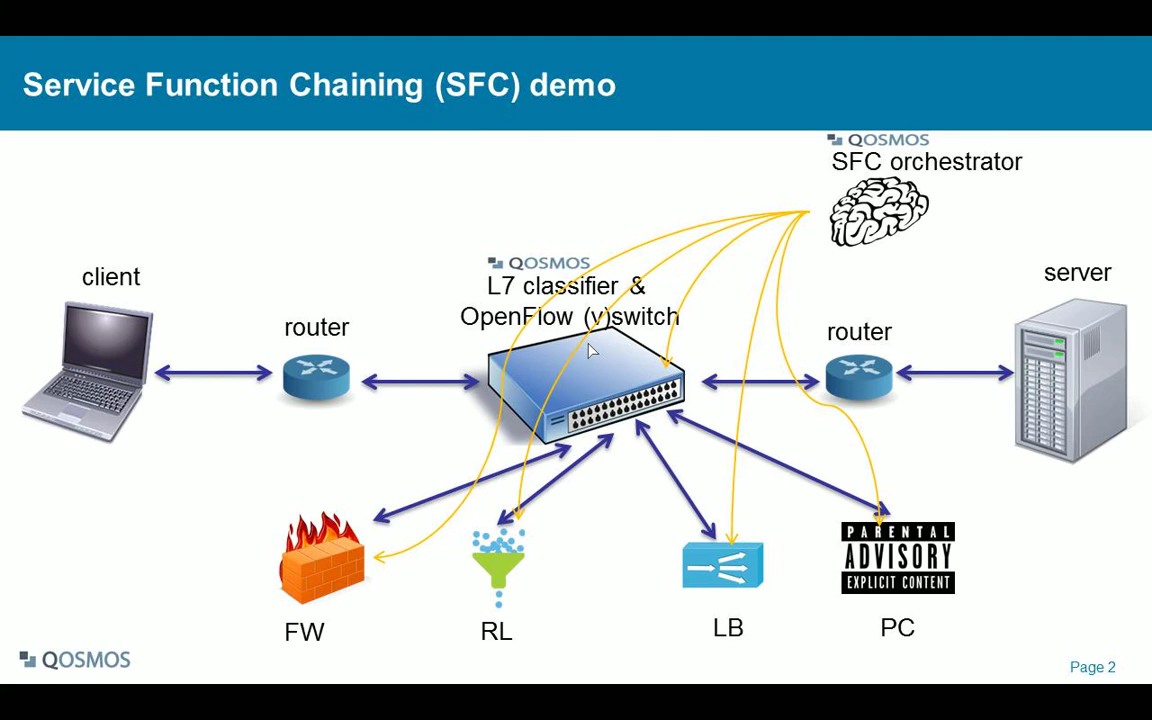 Service Function Chaining (SFC) demo
QOSMOS
SFC orchestrator
QOSMOS
L7 classifier &
OpenFlow (v)switch
client
router
router
server
PARENTAL
ADVISORY
EXPLICIT CONTENT
FW
RL
LB
PC
QOSMOS
Page 2